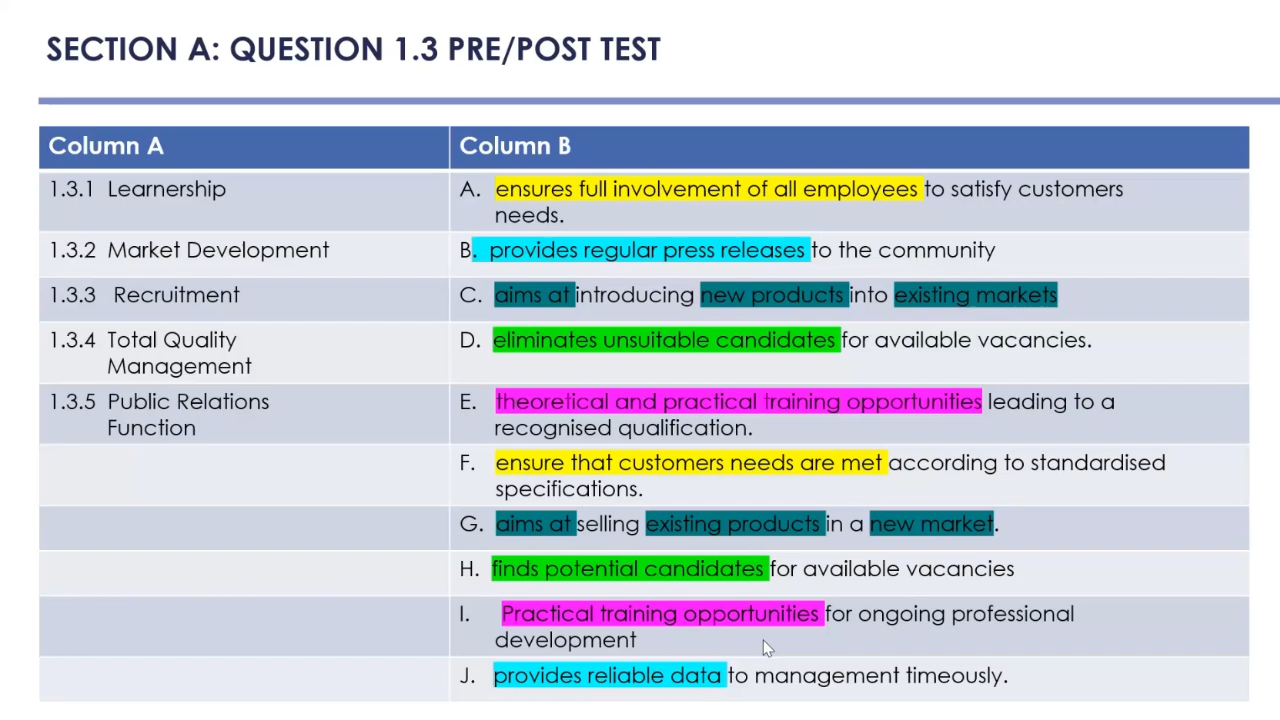 SECTION A: QUESTION 1.3 PRE/POST TEST
Column A
Column B
1.3.1 Learnership
A. ensures full involvement of all employees to satisfy customers
needs.
1.3.2 Market Development
B. provides regular press releases to the community
1.3.3 Recruitment
C. aims at introducing new products into existing markets
1.3.4 Total Quality
Management
D. eliminates unsuitable candidates for available vacancies.
1.3.5 Public Relations
Function
E. theoretical and practical training opportunities leading to a
recognised qualification.
F. ensure that customers needs are met according to standardised
specifications.
G. aims at selling existing products in a new market.
H. finds potential candidates for available vacancies
I. Practical training opportunities for ongoing professional
development
J. provides reliable data to management timeously.